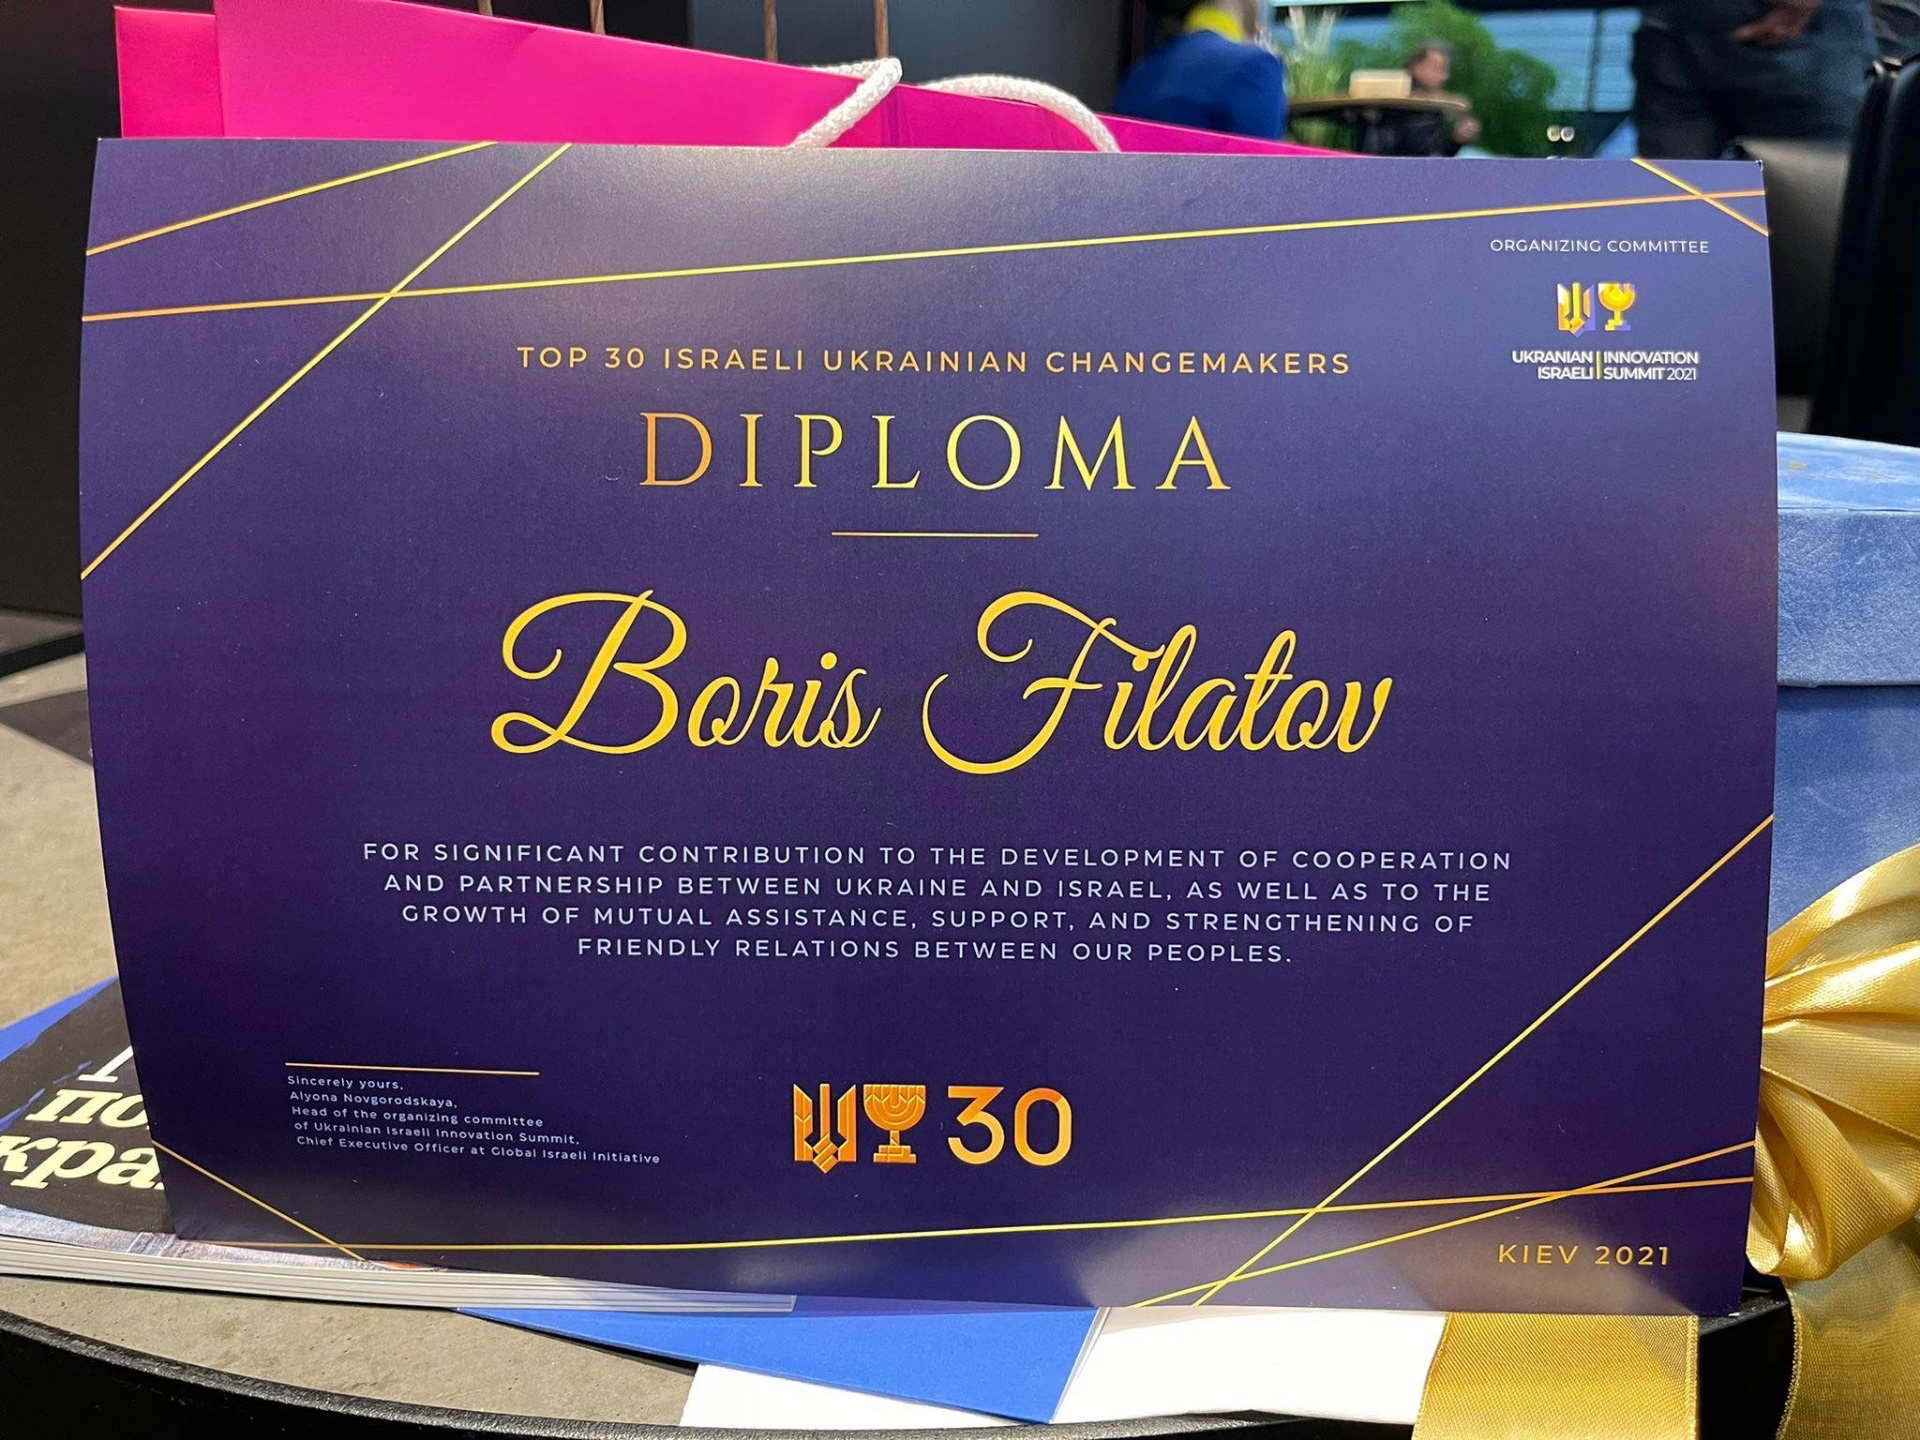 ORGANIZING COMMITTEE
UKRANIAN INNOVATION
ISRAELI SUMMIT 2021
TOP 30 ISRAELI UKRAINIAN CHANGEMAKERS
DIPLOMA
Boris Filatov
FOR SIGNIFICANT CONTRIBUTION TO THE DEVELOPMENT OF COOPERATION
AND PARTNERSHIP BETWEEN UKRAINE AND ISRAEL, AS WELL AS TO THE
GROWTH OF MUTUAL ASSISTANCE, SUPPORT, AND STRENGTHENING OF
FRIENDLY RELATIONS BETWEEN OUR PEOPLES.
Sincerely yours,
Alyona Novgorodskaya,
Head of the organizing committee
of Ukrainian Israeli Innovation Summit,
Chief Executive Officer at Global Israeli Initiative
30
KIEV 2021